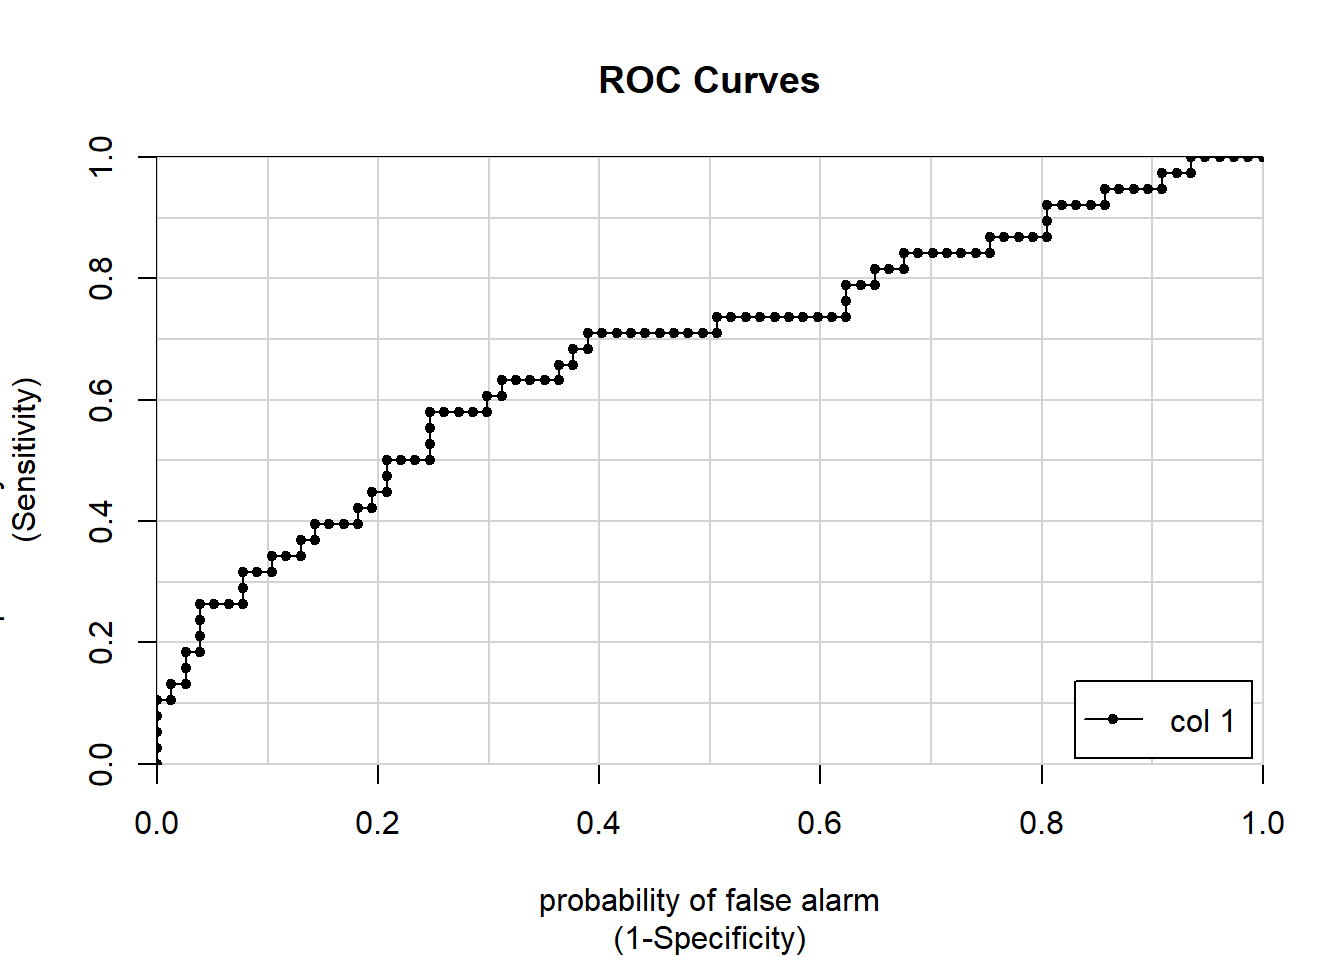 ROC Curves
(Sensitivity)
1.0
0.8
0.6
0.4
0.2
0.0
col 1
0.0 0.2 0.4 0.6 0.8 1.0
probability of false alarm
(1-Specificity)